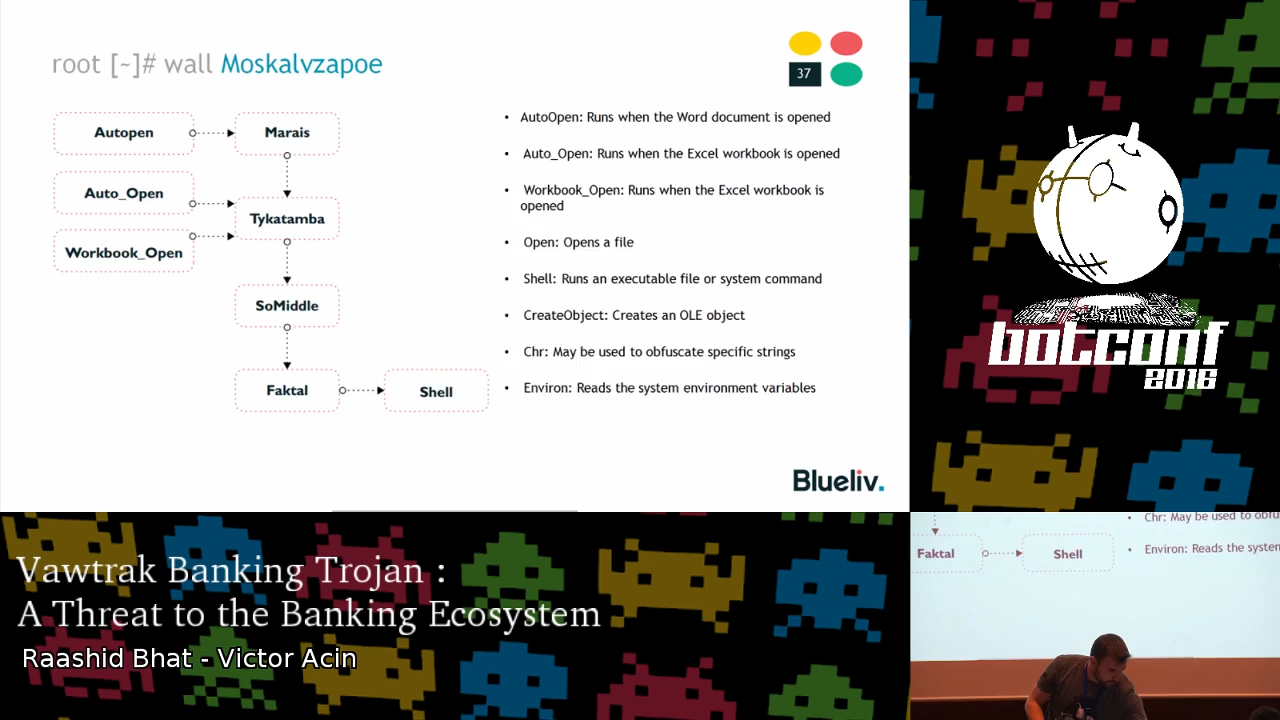 root [~]# wall Moskalvzapoe
37
Autopen
Marais
Auto_Open
Tykatamba
Workbook_Open
SoMiddle
Faktal
Shell
• AutoOpen: Runs when the Word document is opened
• Auto_Open: Runs when the Excel workbook is opened
• Workbook_Open: Runs when the Excel workbook is
opened
• Open: Opens a file
• Shell: Runs an executable file or system command
• CreateObject: Creates an OLE object
• Chr: May be used to obfuscate specific strings
• Environ: Reads the system environment variables
Blueliv.
botconf
2016
Vawtrak Banking Trojan :
A Threat to the Banking Ecosystem
Raashid Bhat - Victor Acin
• Chr: May be used to obfu
Faktal
Shell
• Environ: Reads the system